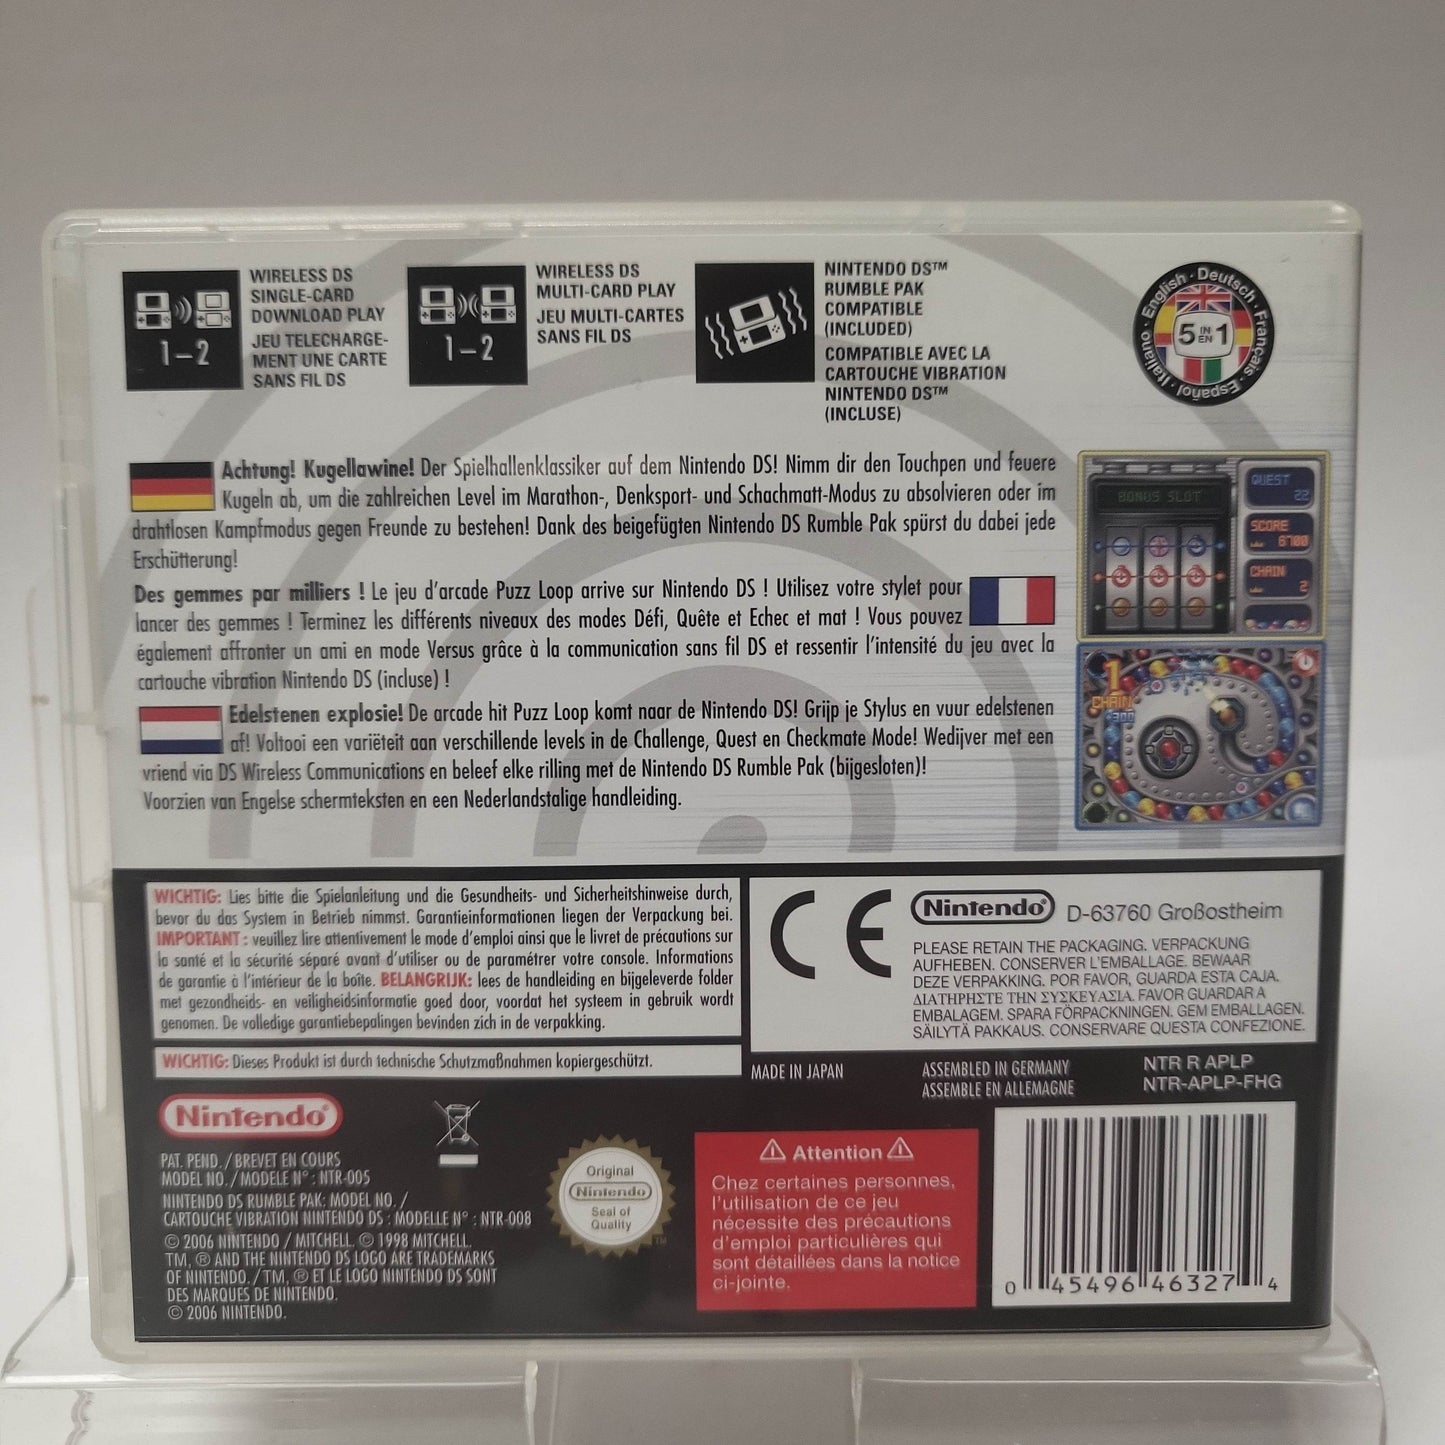 WIRELESS DS
SINGLE-CARD
DOWNLOAD PLAY
JEU TELECHARGE-
MENT UNE CARTE
SANS FIL DS
1–2
WIRELESS DS
MULTI-CARD PLAY
JEU MULTI-CARTES
SANS FIL DS
1–2
NINTENDO DS™
RUMBLE PAK
COMPATIBLE
(INCLUDED)
COMPATIBLE AVEC LA
CARTOUCHE VIBRATION
NINTENDO DS™
(INCLUSE)
English · Deutsch · Français · Español · Italiano
5 IN EN 1
Achtung! Kugellawine! Der Spielhallenklassiker auf dem Nintendo DS! Nimm dir den Touchpen und feuere
Kugeln ab, um die zahlreichen Level im Marathon-, Denksport- und Schachmatt-Modus zu absolvieren oder im
drahtlosen Kampfmodus gegen Freunde zu bestehen! Dank des beigefügten Nintendo DS Rumble Pak spürst du dabei jede
Erschütterung!
Des gemmes par milliers ! Le jeu d'arcade Puzz Loop arrive sur Nintendo DS ! Utilisez votre stylet pour
lancer des gemmes ! Terminez les différents niveaux des modes Défi, Quête et Echec et mat ! Vous pouvez
également affronter un ami en mode Versus grâce à la communication sans fil DS et ressentir l'intensité du jeu avec la
cartouche vibration Nintendo DS (incluse) !
Edelstenen explosie! De arcade hit Puzz Loop komt naar de Nintendo DS! Grijp je Stylus en vuur edelstenen
af! Voltooi een variëteit aan verschillende levels in de Challenge, Quest en Checkmate Mode! Wedijver met een
vriend via DS Wireless Communications en beleef elke rilling met de Nintendo DS Rumble Pak (bijgesloten)!
Voorzien van Engelse schermteksten en een Nederlandstalige handleiding.
BONUS SLOT
QUEST
22
SCORE
6700
CHAIN
2
1
CHAIN
+300
WICHTIG: Lies bitte die Spielanleitung und die Gesundheits- und Sicherheitshinweise durch,
bevor du das System in Betrieb nimmst. Garantieinformationen liegen der Verpackung bei.
IMPORTANT : veuillez lire attentivement le mode d'emploi ainsi que le livret de précautions sur
la santé et la sécurité séparé avant d'utiliser ou de paramétrer votre console. Informations
de garantie à l'intérieur de la boîte. BELANGRIJK: lees de handleiding en bijgeleverde folder
met gezondheids- en veiligheidsinformatie goed door, voordat het systeem in gebruik wordt
genomen. De volledige garantiebepalingen bevinden zich in de verpakking.
WICHTIG: Dieses Produkt ist durch technische Schutzmaßnahmen kopiergeschützt.
CE
Nintendo® D-63760 Großostheim
PLEASE RETAIN THE PACKAGING. VERPACKUNG
AUFHEBEN. CONSERVER L'EMBALLAGE. BEWAAR
DEZE VERPAKKING. POR FAVOR, GUARDA ESTA CAJA.
ΔΙΑΤΗΡΗΣΤΕ ΤΗΝ ΣΥΣΚΕΥΑΣΙΑ. FAVOR GUARDAR A
EMBALAGEM. SPARA FÖRPACKNINGEN. GEM EMBALLAGEN.
SÄILYTÄ PAKKAUS. CONSERVARE QUESTA CONFEZIONE.
MADE IN JAPAN
ASSEMBLED IN GERMANY
ASSEMBLE EN ALLEMAGNE
NTR R APLP
NTR-APLP-FHG
Nintendo®
PAT. PEND. / BREVET EN COURS
MODEL NO. / MODELE N° : NTR-005
NINTENDO DS RUMBLE PAK: MODEL NO. /
CARTOUCHE VIBRATION NINTENDO DS : MODELLE N° : NTR-008
© 2006 NINTENDO / MITCHELL. © 1998 MITCHELL.
TM, ® AND THE NINTENDO DS LOGO ARE TRADEMARKS
OF NINTENDO. / TM, ® ET LE LOGO NINTENDO DS SONT
DES MARQUES DE NINTENDO.
© 2006 NINTENDO.
Original
Nintendo
Seal of
Quality
TM
Attention
Chez certaines personnes,
l'utilisation de ce jeu
nécessite des précautions
d'emploi particulières qui
sont détaillées dans la notice
ci-jointe.
0 45496 46327 4